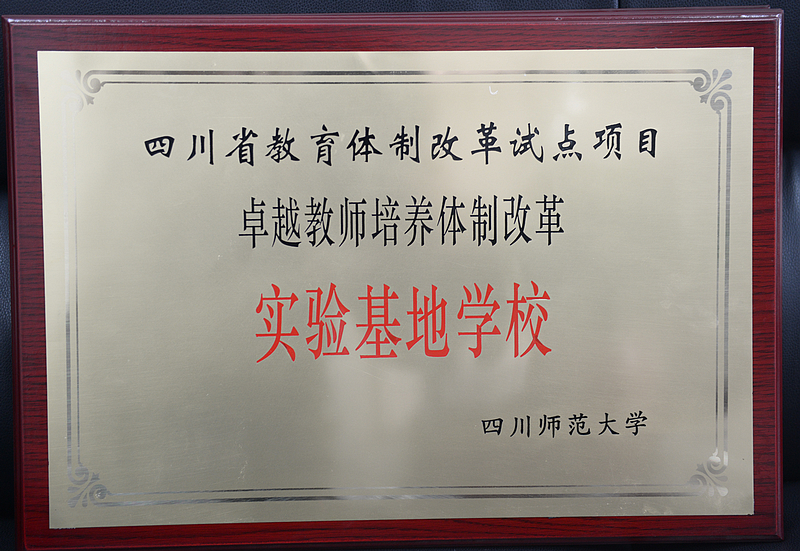 四川省教育体制改革试点项目
卓越教师培养体制改革
实验基地学校
四川师范大学